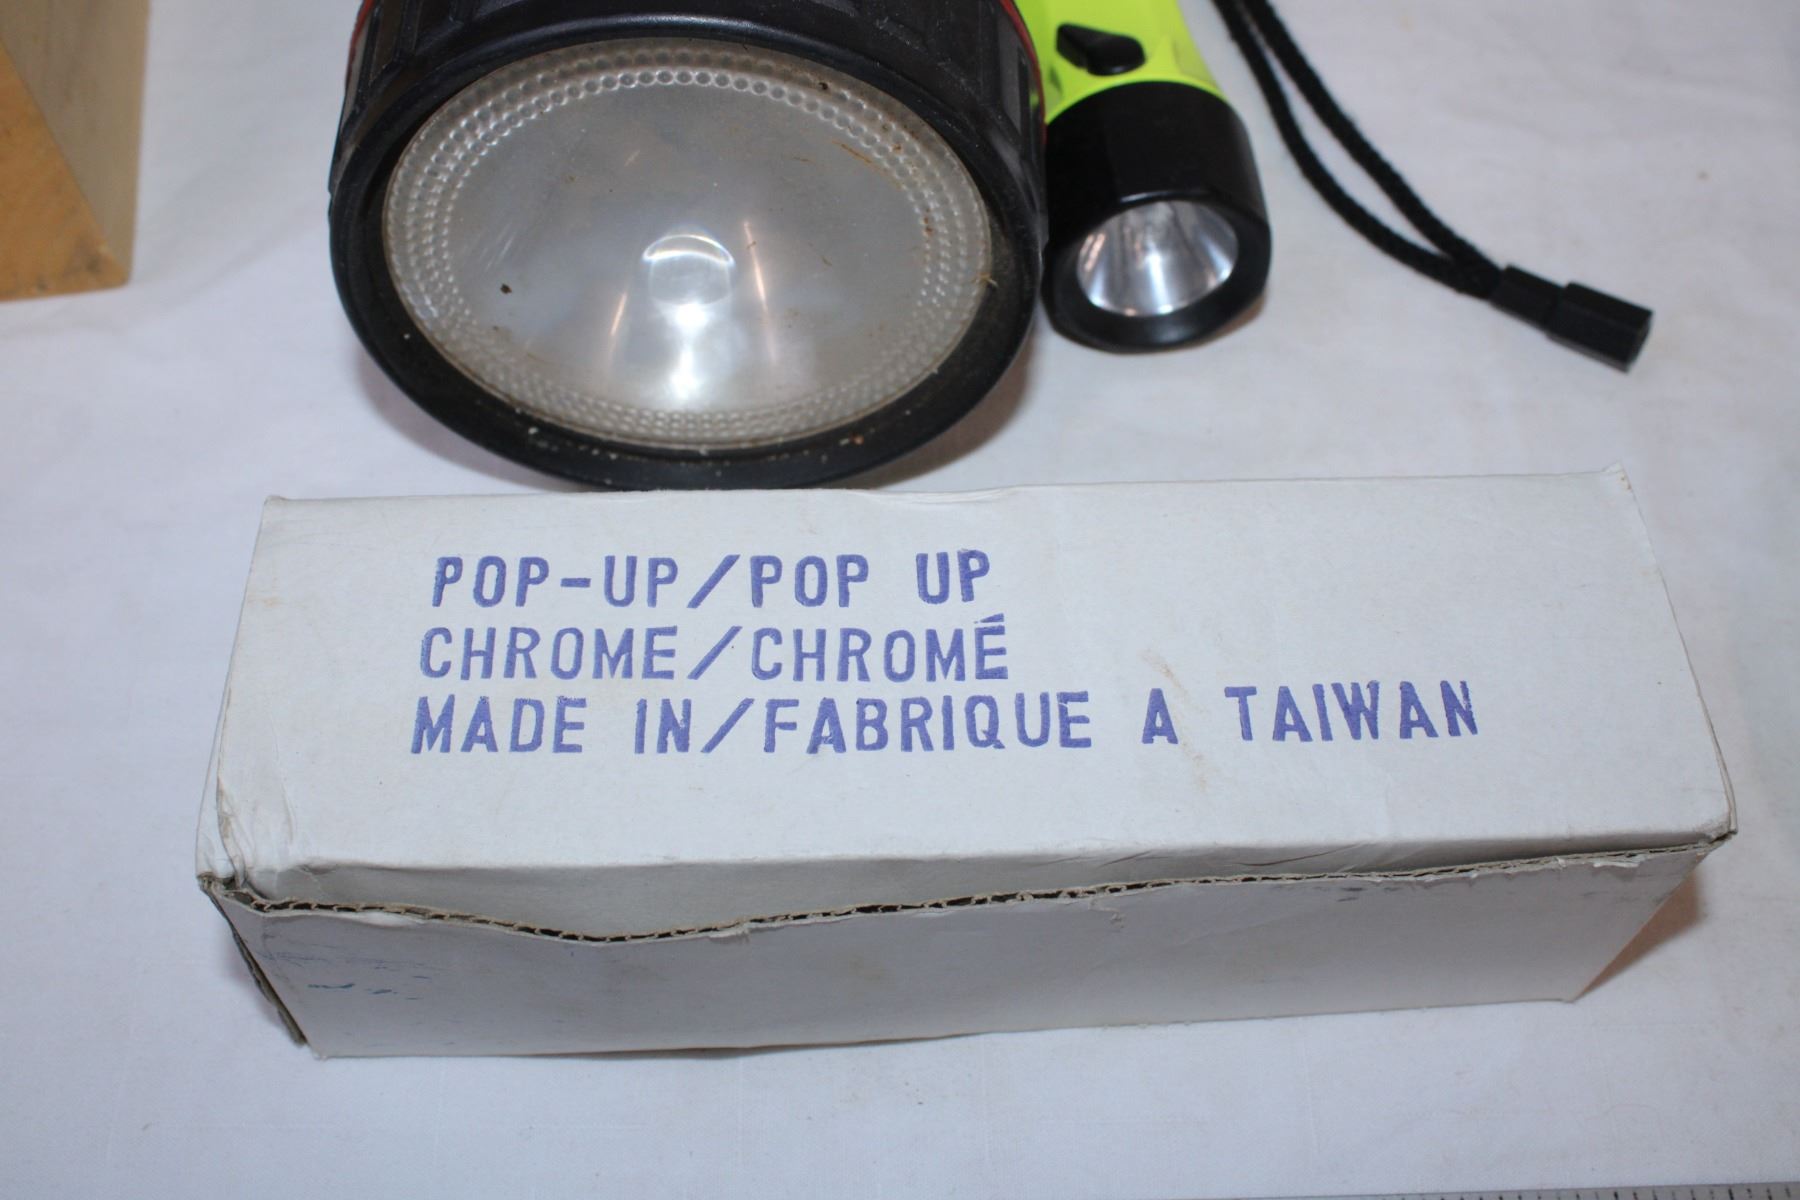 POP-UP/POP UP
CHROME/CHROMÉ
MADE IN/FABRIQUE A TAIWAN